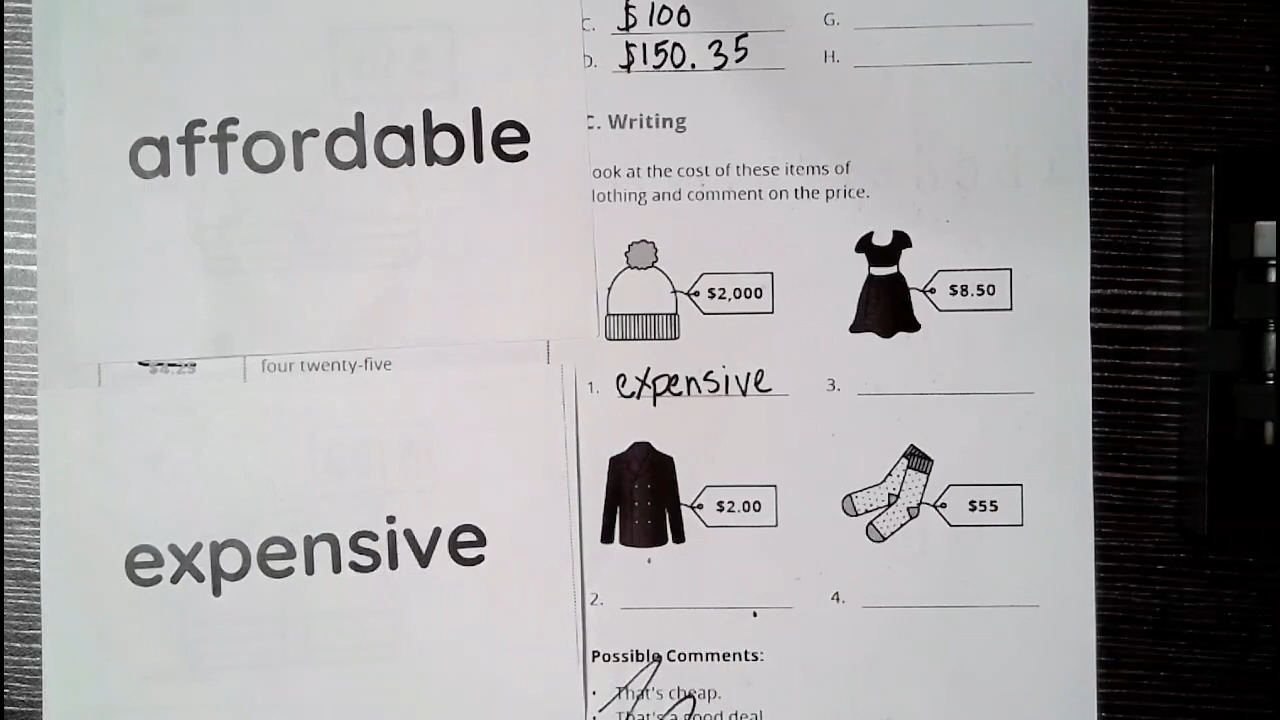 affordable
four twenty-five
expensive
C. $100
D. $150.35
G.
H.
C. Writing
ook at the cost of these items of
lothing and comment on the price.
$2,000
$8.50
1. expensive
3.
$2.00
$55
2.
4.
Possible Comments:
• That's cheap.
• That's a good deal